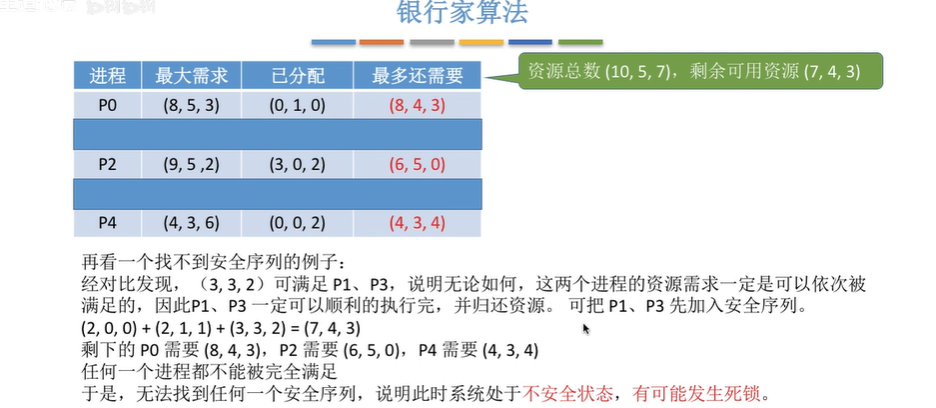 银行家算法
资源总数 (10, 5, 7)，剩余可用资源 (7, 4, 3)
进程 最大需求 已分配 最多还需要
P0 (8, 5, 3) (0, 1, 0) (8, 4, 3)
P2 (9, 5 ,2) (3, 0, 2) (6, 5, 0)
P4 (4, 3, 6) (0, 0, 2) (4, 3, 4)
再看一个找不到安全序列的例子：
经对比发现，（3, 3, 2）可满足 P1、P3，说明无论如何，这两个进程的资源需求一定是可以依次被
满足的，因此P1、P3 一定可以顺利的执行完，并归还资源。 可把 P1、P3 先加入安全序列。
(2, 0, 0) + (2, 1, 1) + (3, 3, 2) = (7, 4, 3)
剩下的 P0 需要 (8, 4, 3)，P2 需要 (6, 5, 0)，P4 需要 (4, 3, 4)
任何一个进程都不能被完全满足
于是，无法找到任何一个安全序列，说明此时系统处于不安全状态，有可能发生死锁。